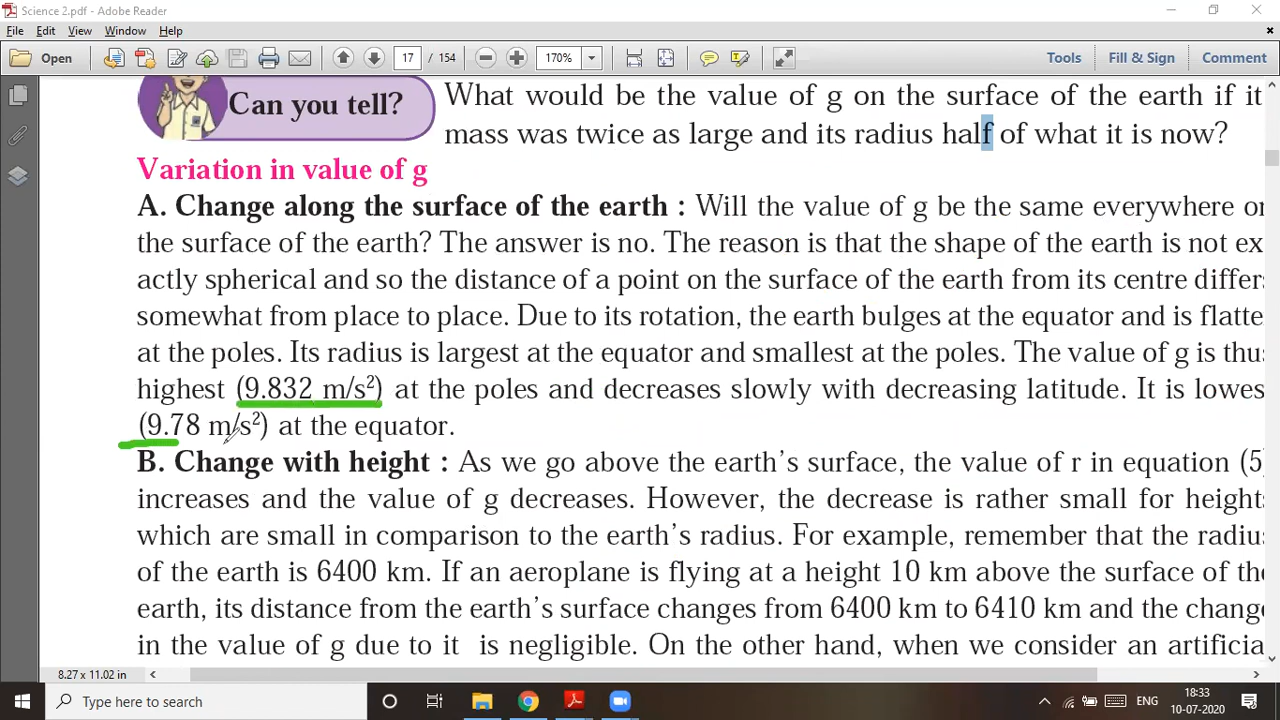 Science 2.pdf - Adobe Reader
File Edit View Window Help
Open 17 / 154 170% Tools Fill & Sign Comment
Can you tell?
What would be the value of g on the surface of the earth if it
mass was twice as large and its radius half of what it is now?
Variation in value of g
A. Change along the surface of the earth : Will the value of g be the same everywhere on
the surface of the earth? The answer is no. The reason is that the shape of the earth is not ex
actly spherical and so the distance of a point on the surface of the earth from its centre differ
somewhat from place to place. Due to its rotation, the earth bulges at the equator and is flatte
at the poles. Its radius is largest at the equator and smallest at the poles. The value of g is thu
highest (9.832 m/s²) at the poles and decreases slowly with decreasing latitude. It is lowes
(9.78 m/s²) at the equator.
B. Change with height : As we go above the earth's surface, the value of r in equation (5)
increases and the value of g decreases. However, the decrease is rather small for height
which are small in comparison to the earth's radius. For example, remember that the radiu
of the earth is 6400 km. If an aeroplane is flying at a height 10 km above the surface of the
earth, its distance from the earth's surface changes from 6400 km to 6410 km and the change
in the value of g due to it is negligible. On the other hand, when we consider an artificia
8.27 x 11.02 in
Type here to search
ENG
18:33
10-07-2020